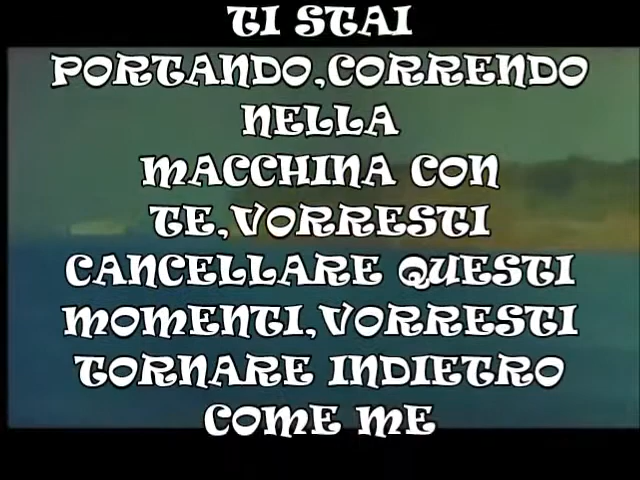 TI STAI
PORTANDO,CORRENDO
NELLA
MACCHINA CON
TE,VORRESTI
CANCELLARE QUESTI
MOMENTI,VORRESTI
TORNARE INDIETRO
COME ME